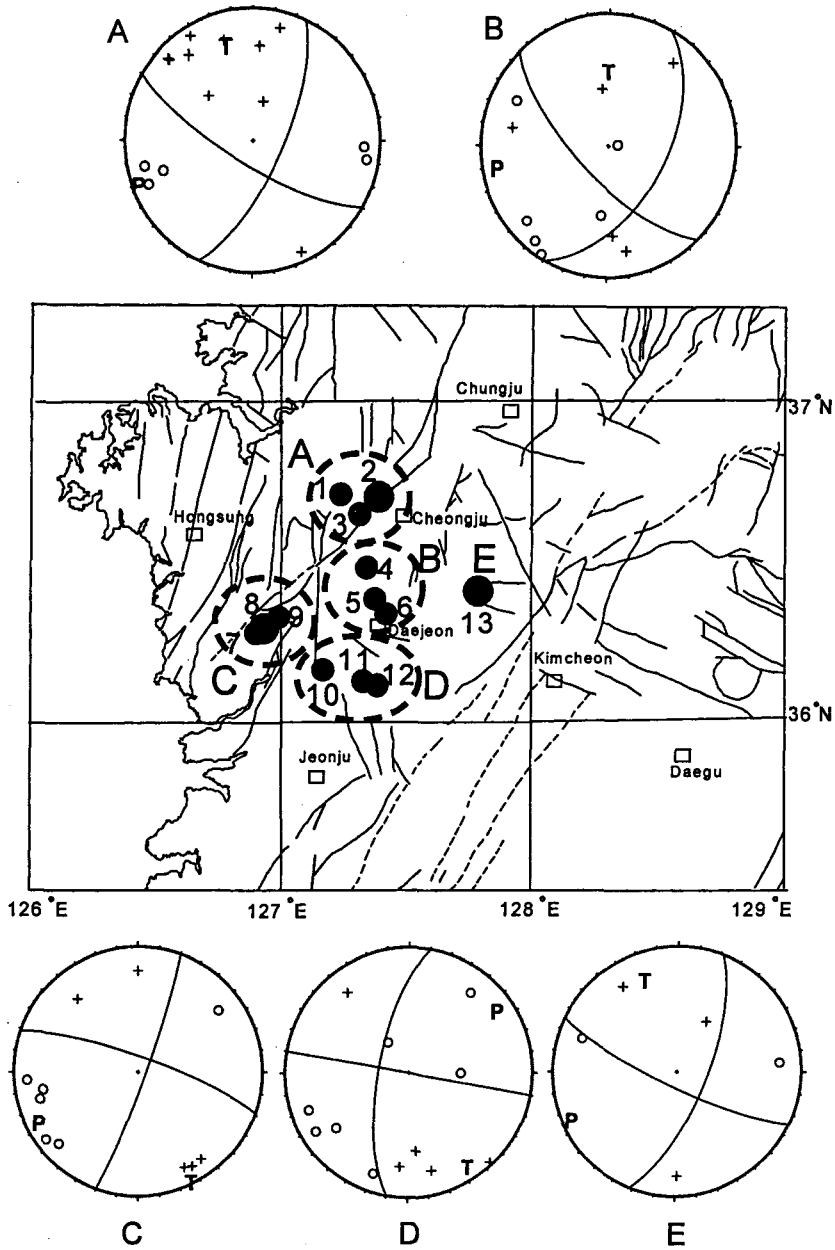 A
B
T
P
T
P
37°N
Chungju
A
2
1
3
Hongsung
Cheongju
4
B
E
5
6
8
9
7
Daejeon
13
C
11
12
10
D
Kimcheon
36°N
Jeonju
Daegu
126°E
127°E
128°E
129°E
P
T
P
T
T
P
C
D
E